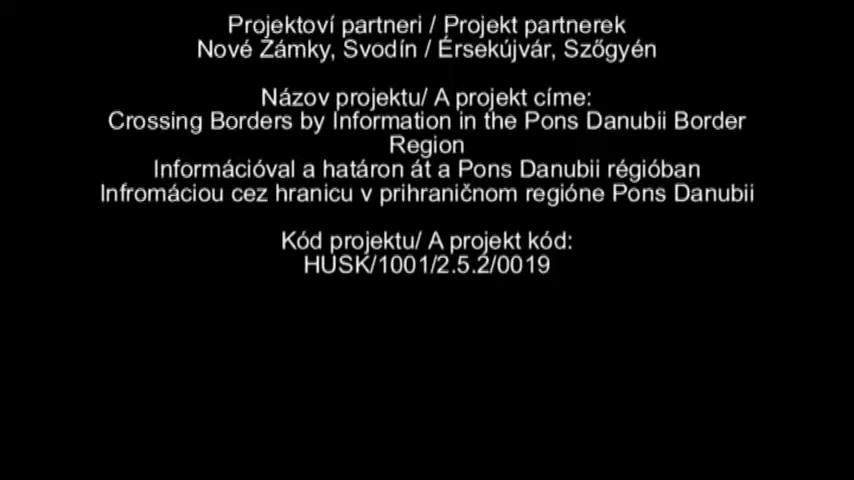 Projektoví partneri / Projekt partnerek
Nové Zámky, Svodín / Érsekújvár, Szőgyén
Názov projektu/ A projekt címe:
Crossing Borders by Information in the Pons Danubii Border
Region
Információval a határon át a Pons Danubii régióban
Infromáciou cez hranicu v prihraničnom regióne Pons Danubii
Kód projektu/ A projekt kód:
HUSK/1001/2.5.2/0019